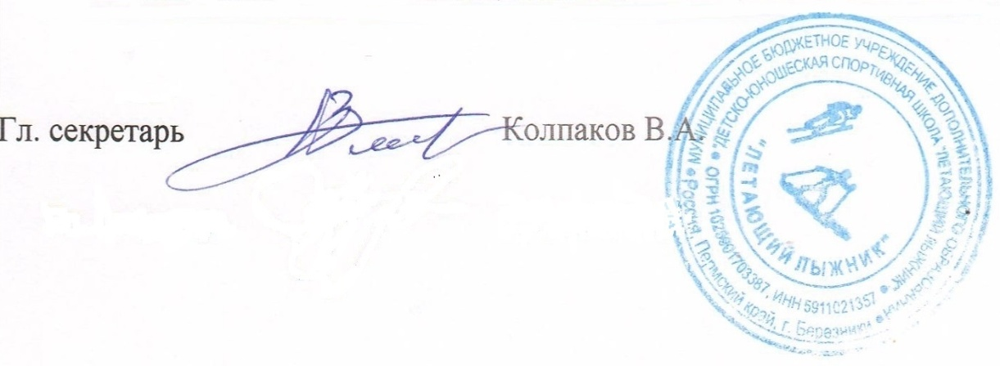 Гл. секретарь Колпаков В.А.
МУНИЦИПАЛЬНОЕ БЮДЖЕТНОЕ УЧРЕЖДЕНИЕ ДОПОЛНИТЕЛЬНОГО ОБРАЗОВАНИЯ
Россия, Пермский край, г. Березники
"ДЕТСКО-ЮНОШЕСКАЯ СПОРТИВНАЯ ШКОЛА "ЛЕТАЮЩИЙ ЛЫЖНИК"
ОГРН 1025901703387, ИНН 5911021357
"ЛЕТАЮЩИЙ ЛЫЖНИК"